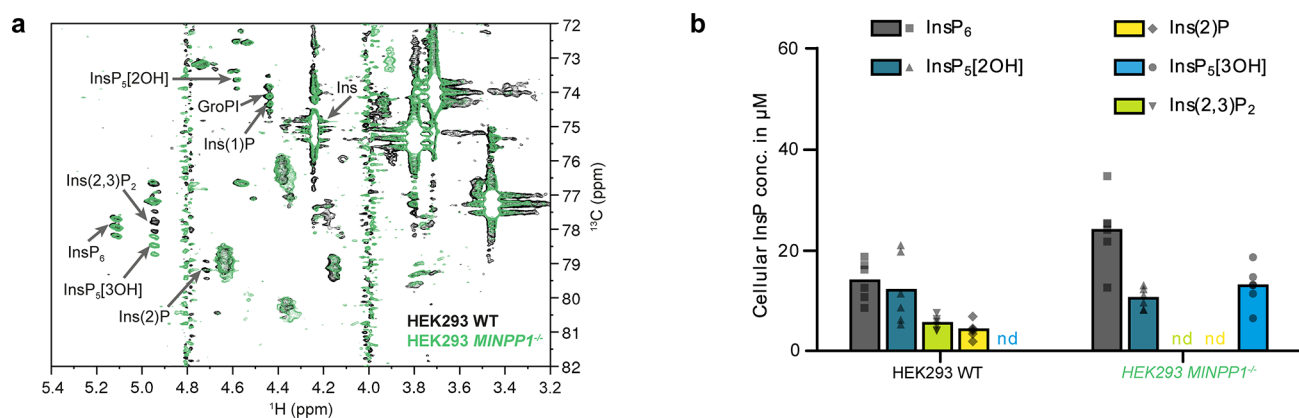 a
72
73
74
75
76
77
78
79
80
81
82
¹³C (ppm)
InsP₅[2OH]
GroPI
Ins(1)P
Ins
Ins(2,3)P₂
InsP₆
InsP₅[3OH]
Ins(2)P
HEK293 WT
HEK293 MINPP1⁻/⁻
5.4 5.2 5.0 4.8 4.6 4.4 4.2 4.0 3.8 3.6 3.4 3.2
¹H (ppm)
b
Cellular InsP conc. in µM
60
40
20
0
InsP₆
InsP₅[2OH]
Ins(2)P
InsP₅[3OH]
Ins(2,3)P₂
nd
nd nd
HEK293 WT
HEK293 MINPP1⁻/⁻